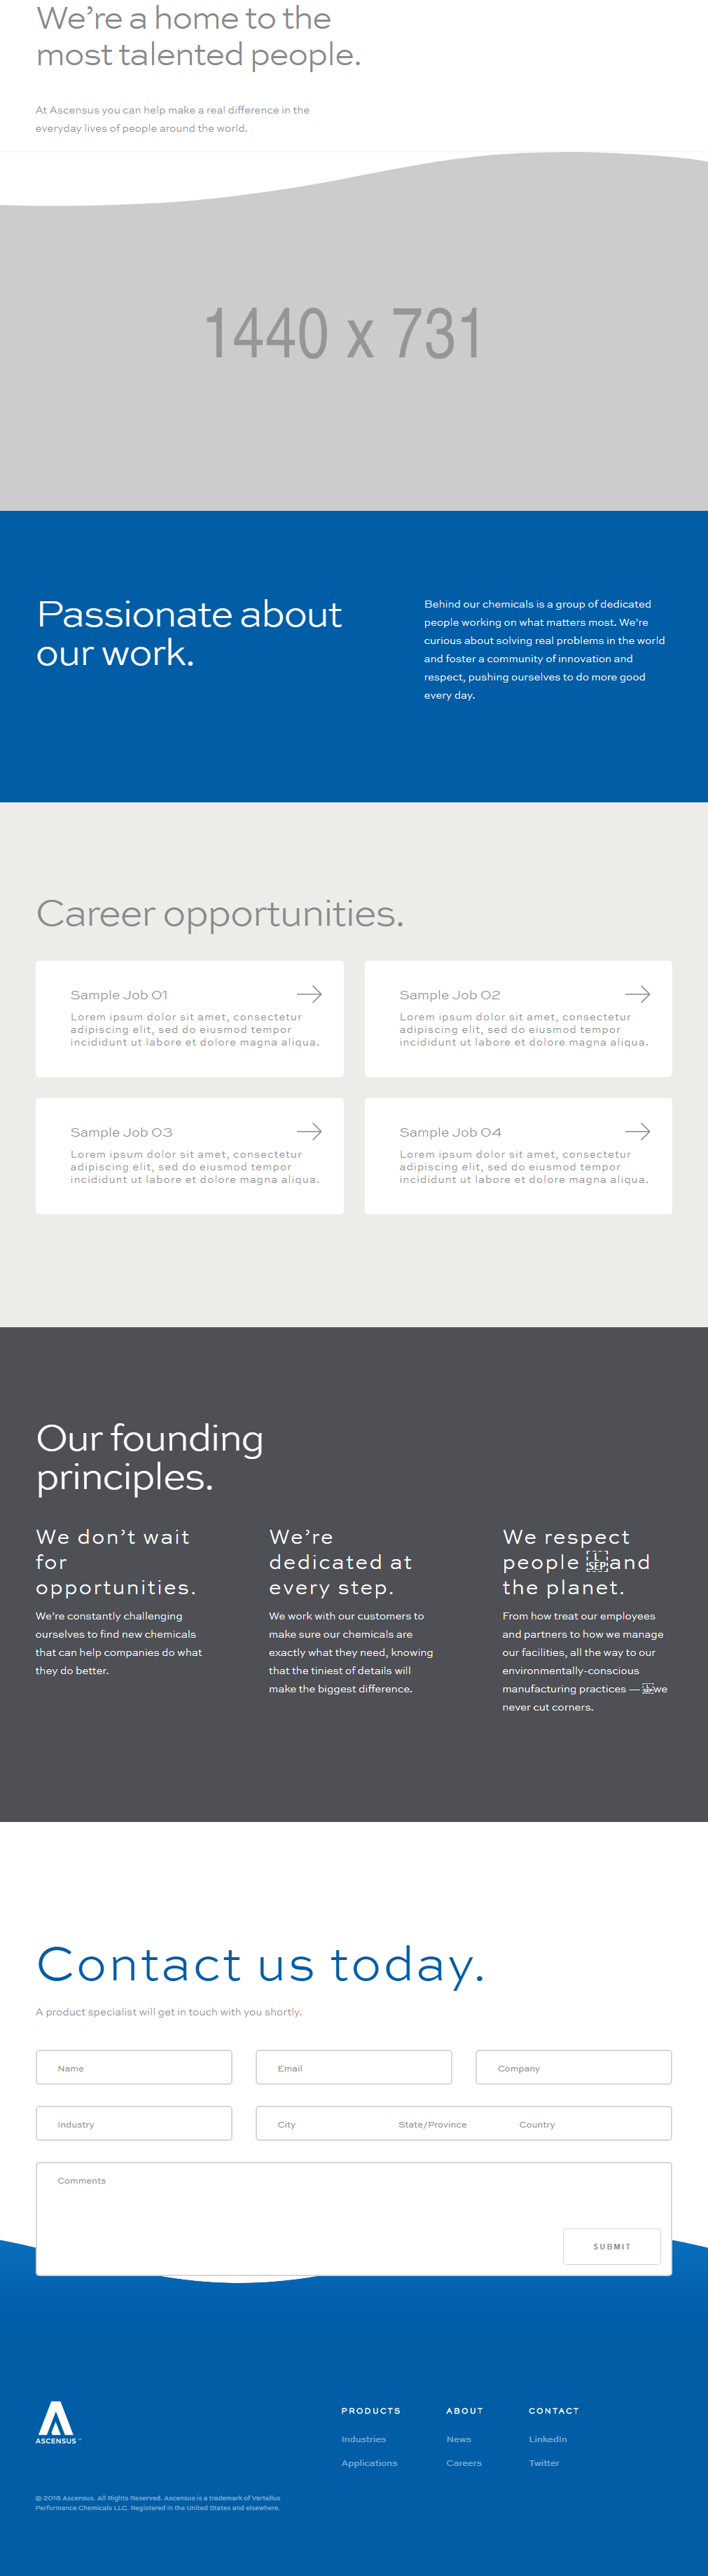 We’re a home to the
most talented people.
At Ascensus you can help make a real difference in the
everyday lives of people around the world.
1440 x 731
Passionate about
our work.
Behind our chemicals is a group of dedicated
people working on what matters most. We’re
curious about solving real problems in the world
and foster a community of innovation and
respect, pushing ourselves to do more good
every day.
Career opportunities.
Sample Job 01
Lorem ipsum dolor sit amet, consectetur
adipiscing elit, sed do eiusmod tempor
incididunt ut labore et dolore magna aliqua.
Sample Job 02
Lorem ipsum dolor sit amet, consectetur
adipiscing elit, sed do eiusmod tempor
incididunt ut labore et dolore magna aliqua.
Sample Job 03
Lorem ipsum dolor sit amet, consectetur
adipiscing elit, sed do eiusmod tempor
incididunt ut labore et dolore magna aliqua.
Sample Job 04
Lorem ipsum dolor sit amet, consectetur
adipiscing elit, sed do eiusmod tempor
incididunt ut labore et dolore magna aliqua.
Our founding
principles.
We don’t wait
for
opportunities.
We’re constantly challenging
ourselves to find new chemicals
that can help companies do what
they do better.
We’re
dedicated at
every step.
We work with our customers to
make sure our chemicals are
exactly what they need, knowing
that the tiniest of details will
make the biggest difference.
We respect
people L SEP and
the planet.
From how treat our employees
and partners to how we manage
our facilities, all the way to our
environmentally-conscious
manufacturing practices — we
never cut corners.
Contact us today.
A product specialist will get in touch with you shortly.
Name
Email
Company
Industry
City
State/Province
Country
Comments
SUBMIT
ASCENSUS™
PRODUCTS
Industries
Applications
ABOUT
News
Careers
CONTACT
LinkedIn
Twitter
© 2018 Ascensus. All Rights Reserved. Ascensus is a trademark of Vertellus
Performance Chemicals LLC. Registered in the United States and elsewhere.